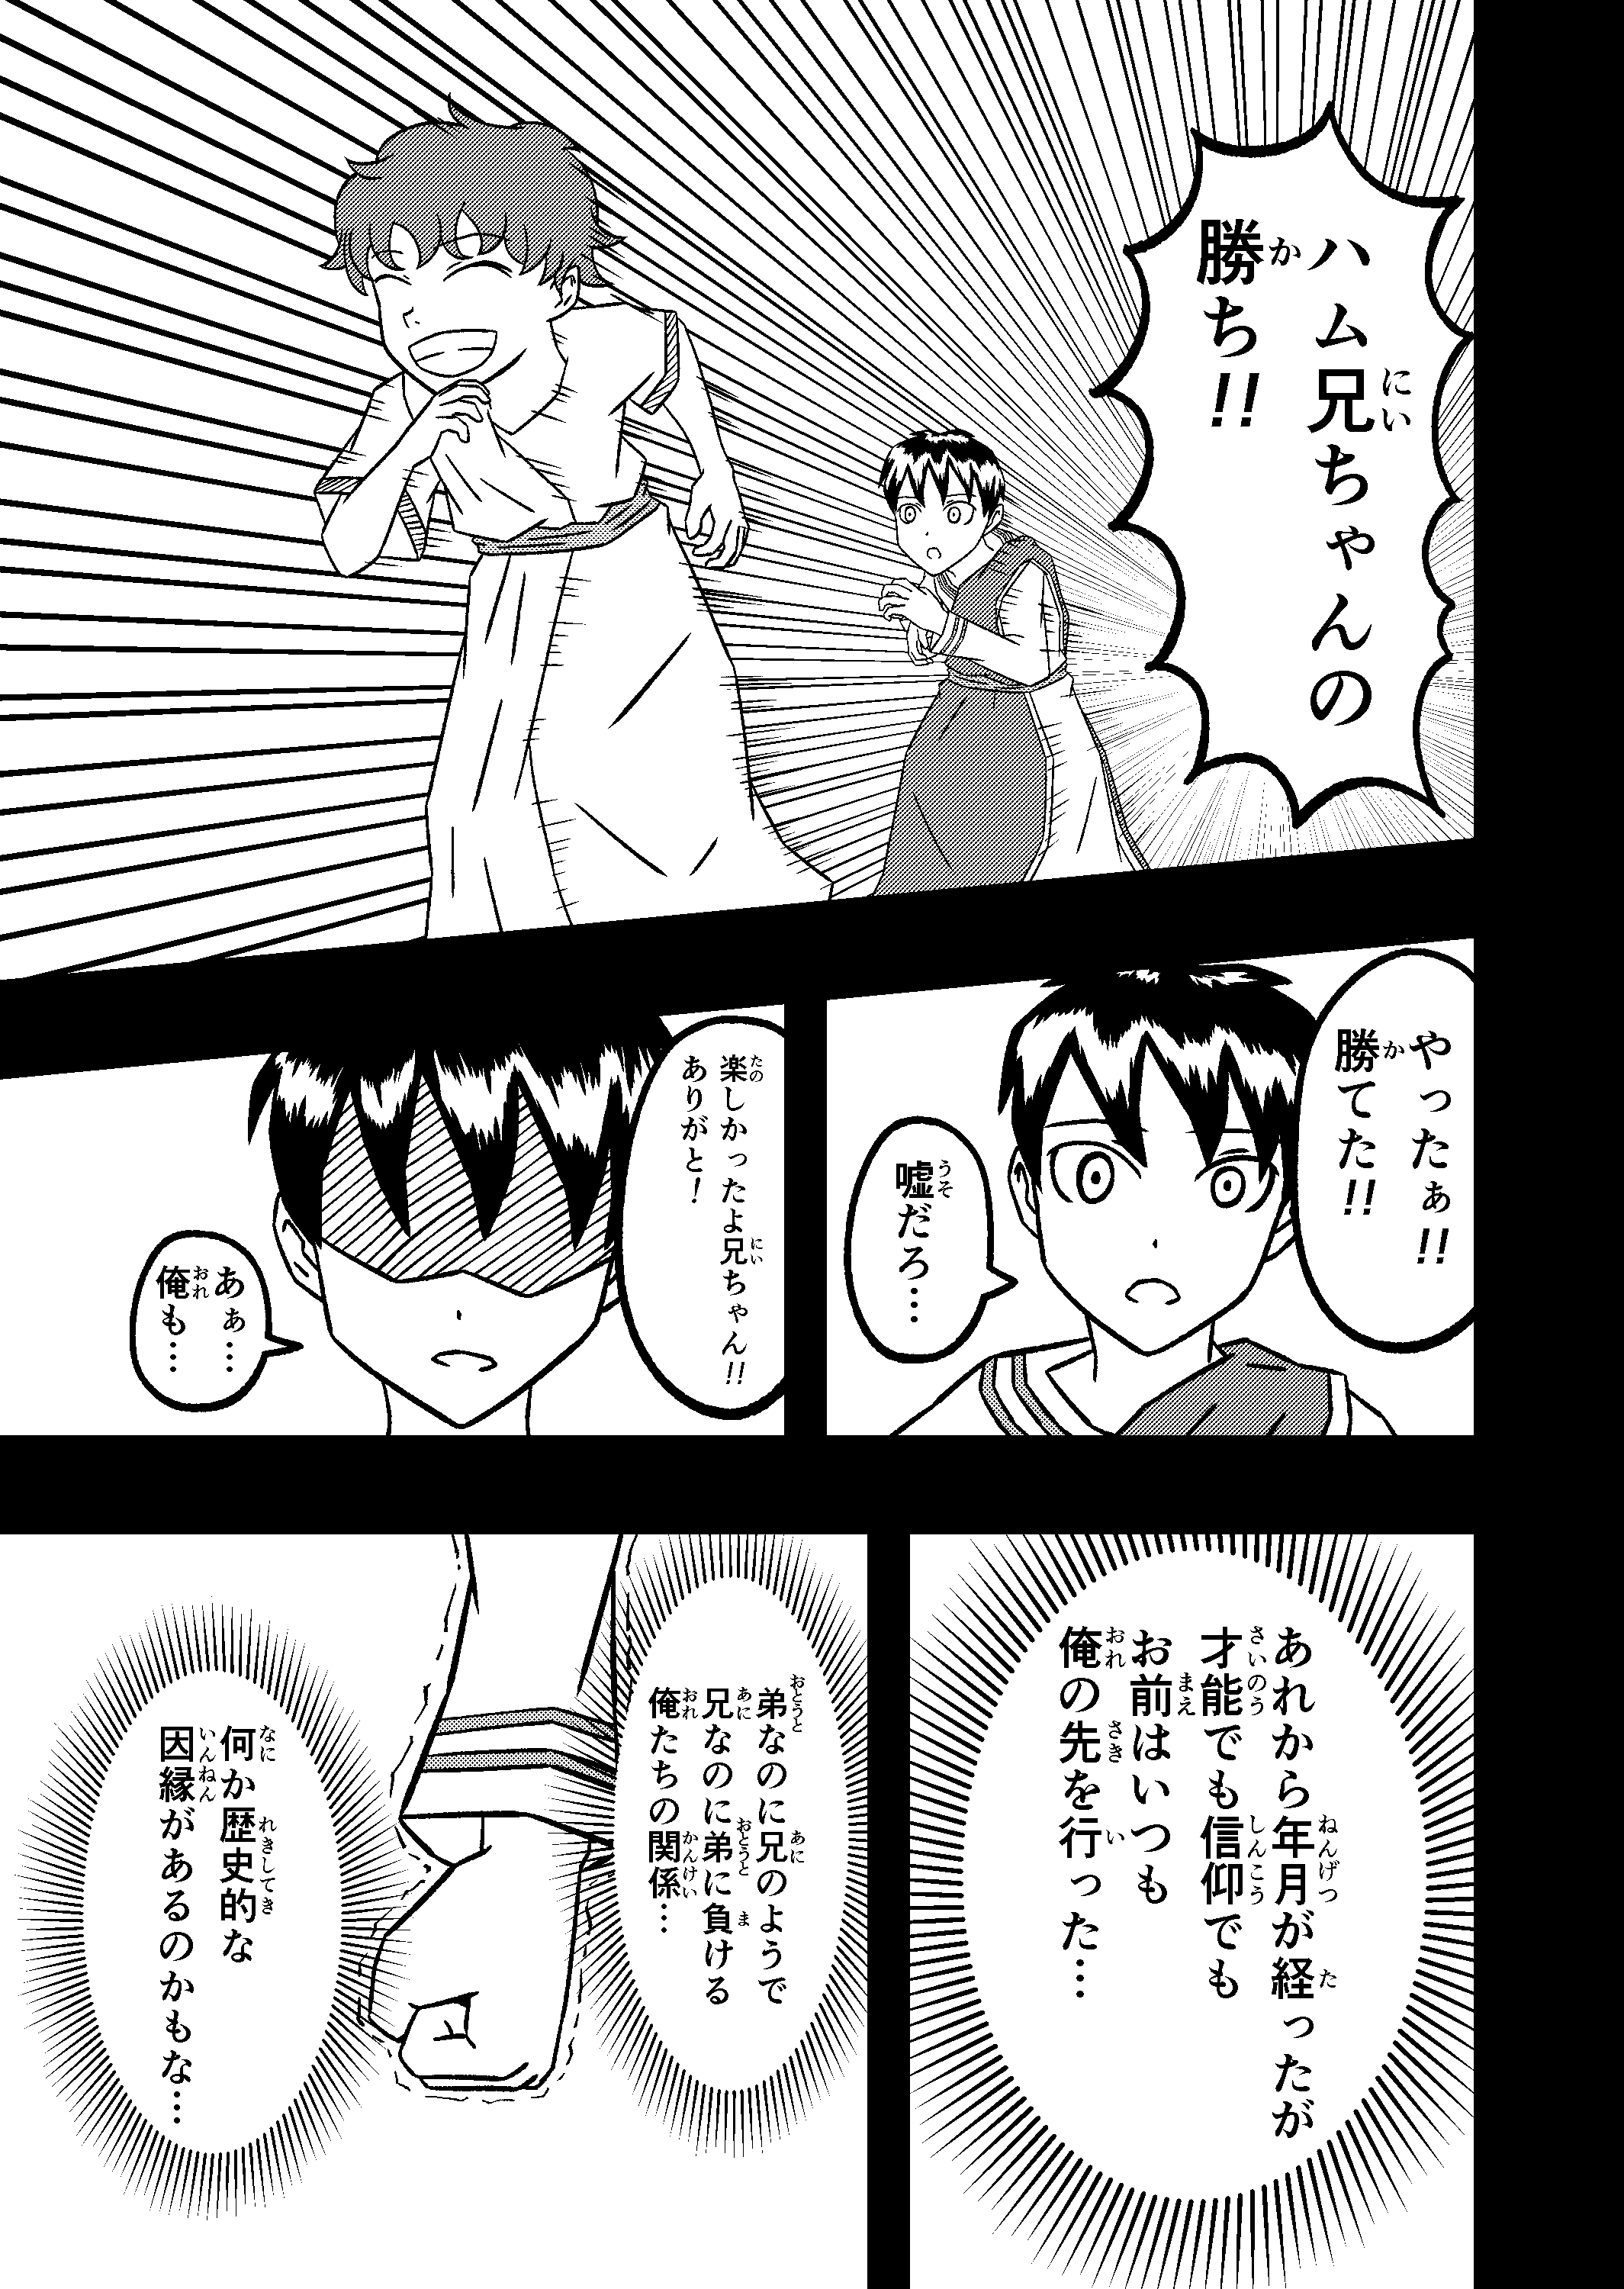 ハム兄ちゃんの
勝ち!!
やったぁ!!
勝てた!!
嘘だろ…
楽しかったよ兄ちゃん!!
ありがと!
あぁ…
俺も…
あれから年月が経ったが
才能でも信仰でも
お前はいつも
俺の先を行った…
弟なのに兄のようで
兄なのに弟に負ける
俺たちの関係…
何か歴史的な
因縁があるのかもな…